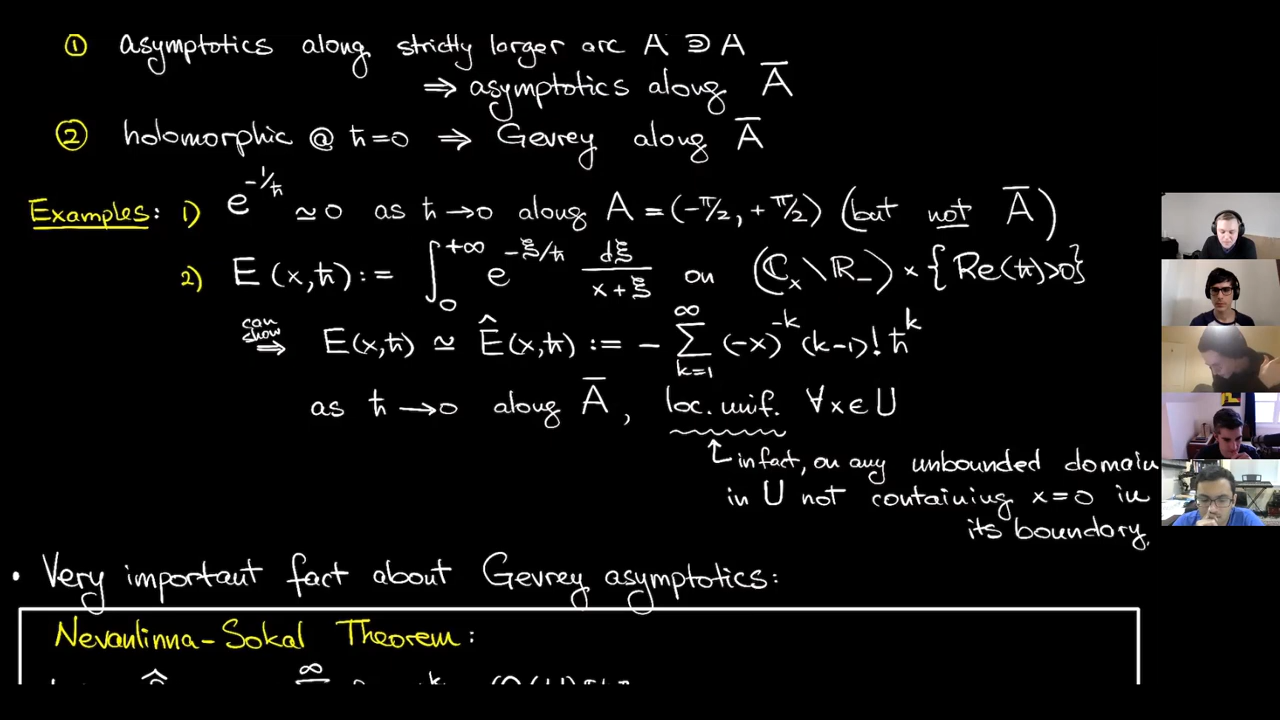 ① asymptotics along strictly larger arc A ⋑ A
⟹ asymptotics along A̅
② holomorphic @ ħ=0 ⟹ Gevrey along A̅
Examples: 1) e^{-1/ħ} ≃ 0 as ħ→0 along A = (-π/2, +π/2) (but not A̅)
2) E(x,ħ) := ∫_0^{+∞} e^{-ξ/ħ} dξ/(x+ξ) on (ℂ_x \ ℝ_-) × {Re(ħ)>0}
can show ⟹ E(x,ħ) ≃ Ê(x,ħ) := - ∑_{k=1}^{∞} (-x)^{-k} (k-1)! ħ^k
as ħ→0 along A̅, loc. unif. ∀x∈U
in fact, on any unbounded domain
in U not containing x=0 in
its boundary.
• Very important fact about Gevrey asymptotics:
Nevanlinna-Sokal Theorem: